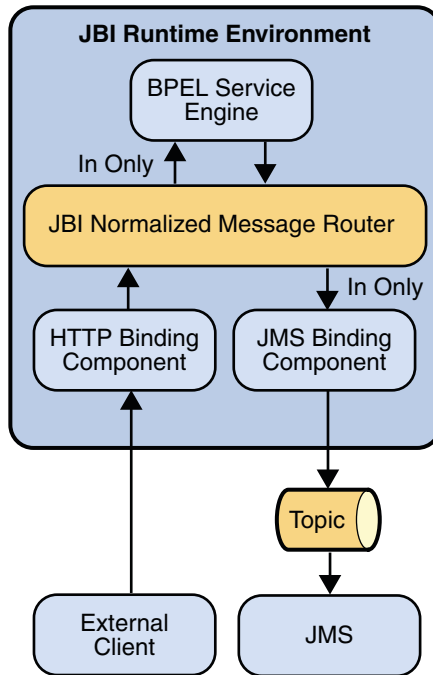 JBI Runtime Environment
BPEL Service
Engine
In Only
JBI Normalized Message Router
In Only
HTTP Binding
Component
JMS Binding
Component
Topic
External
Client
JMS